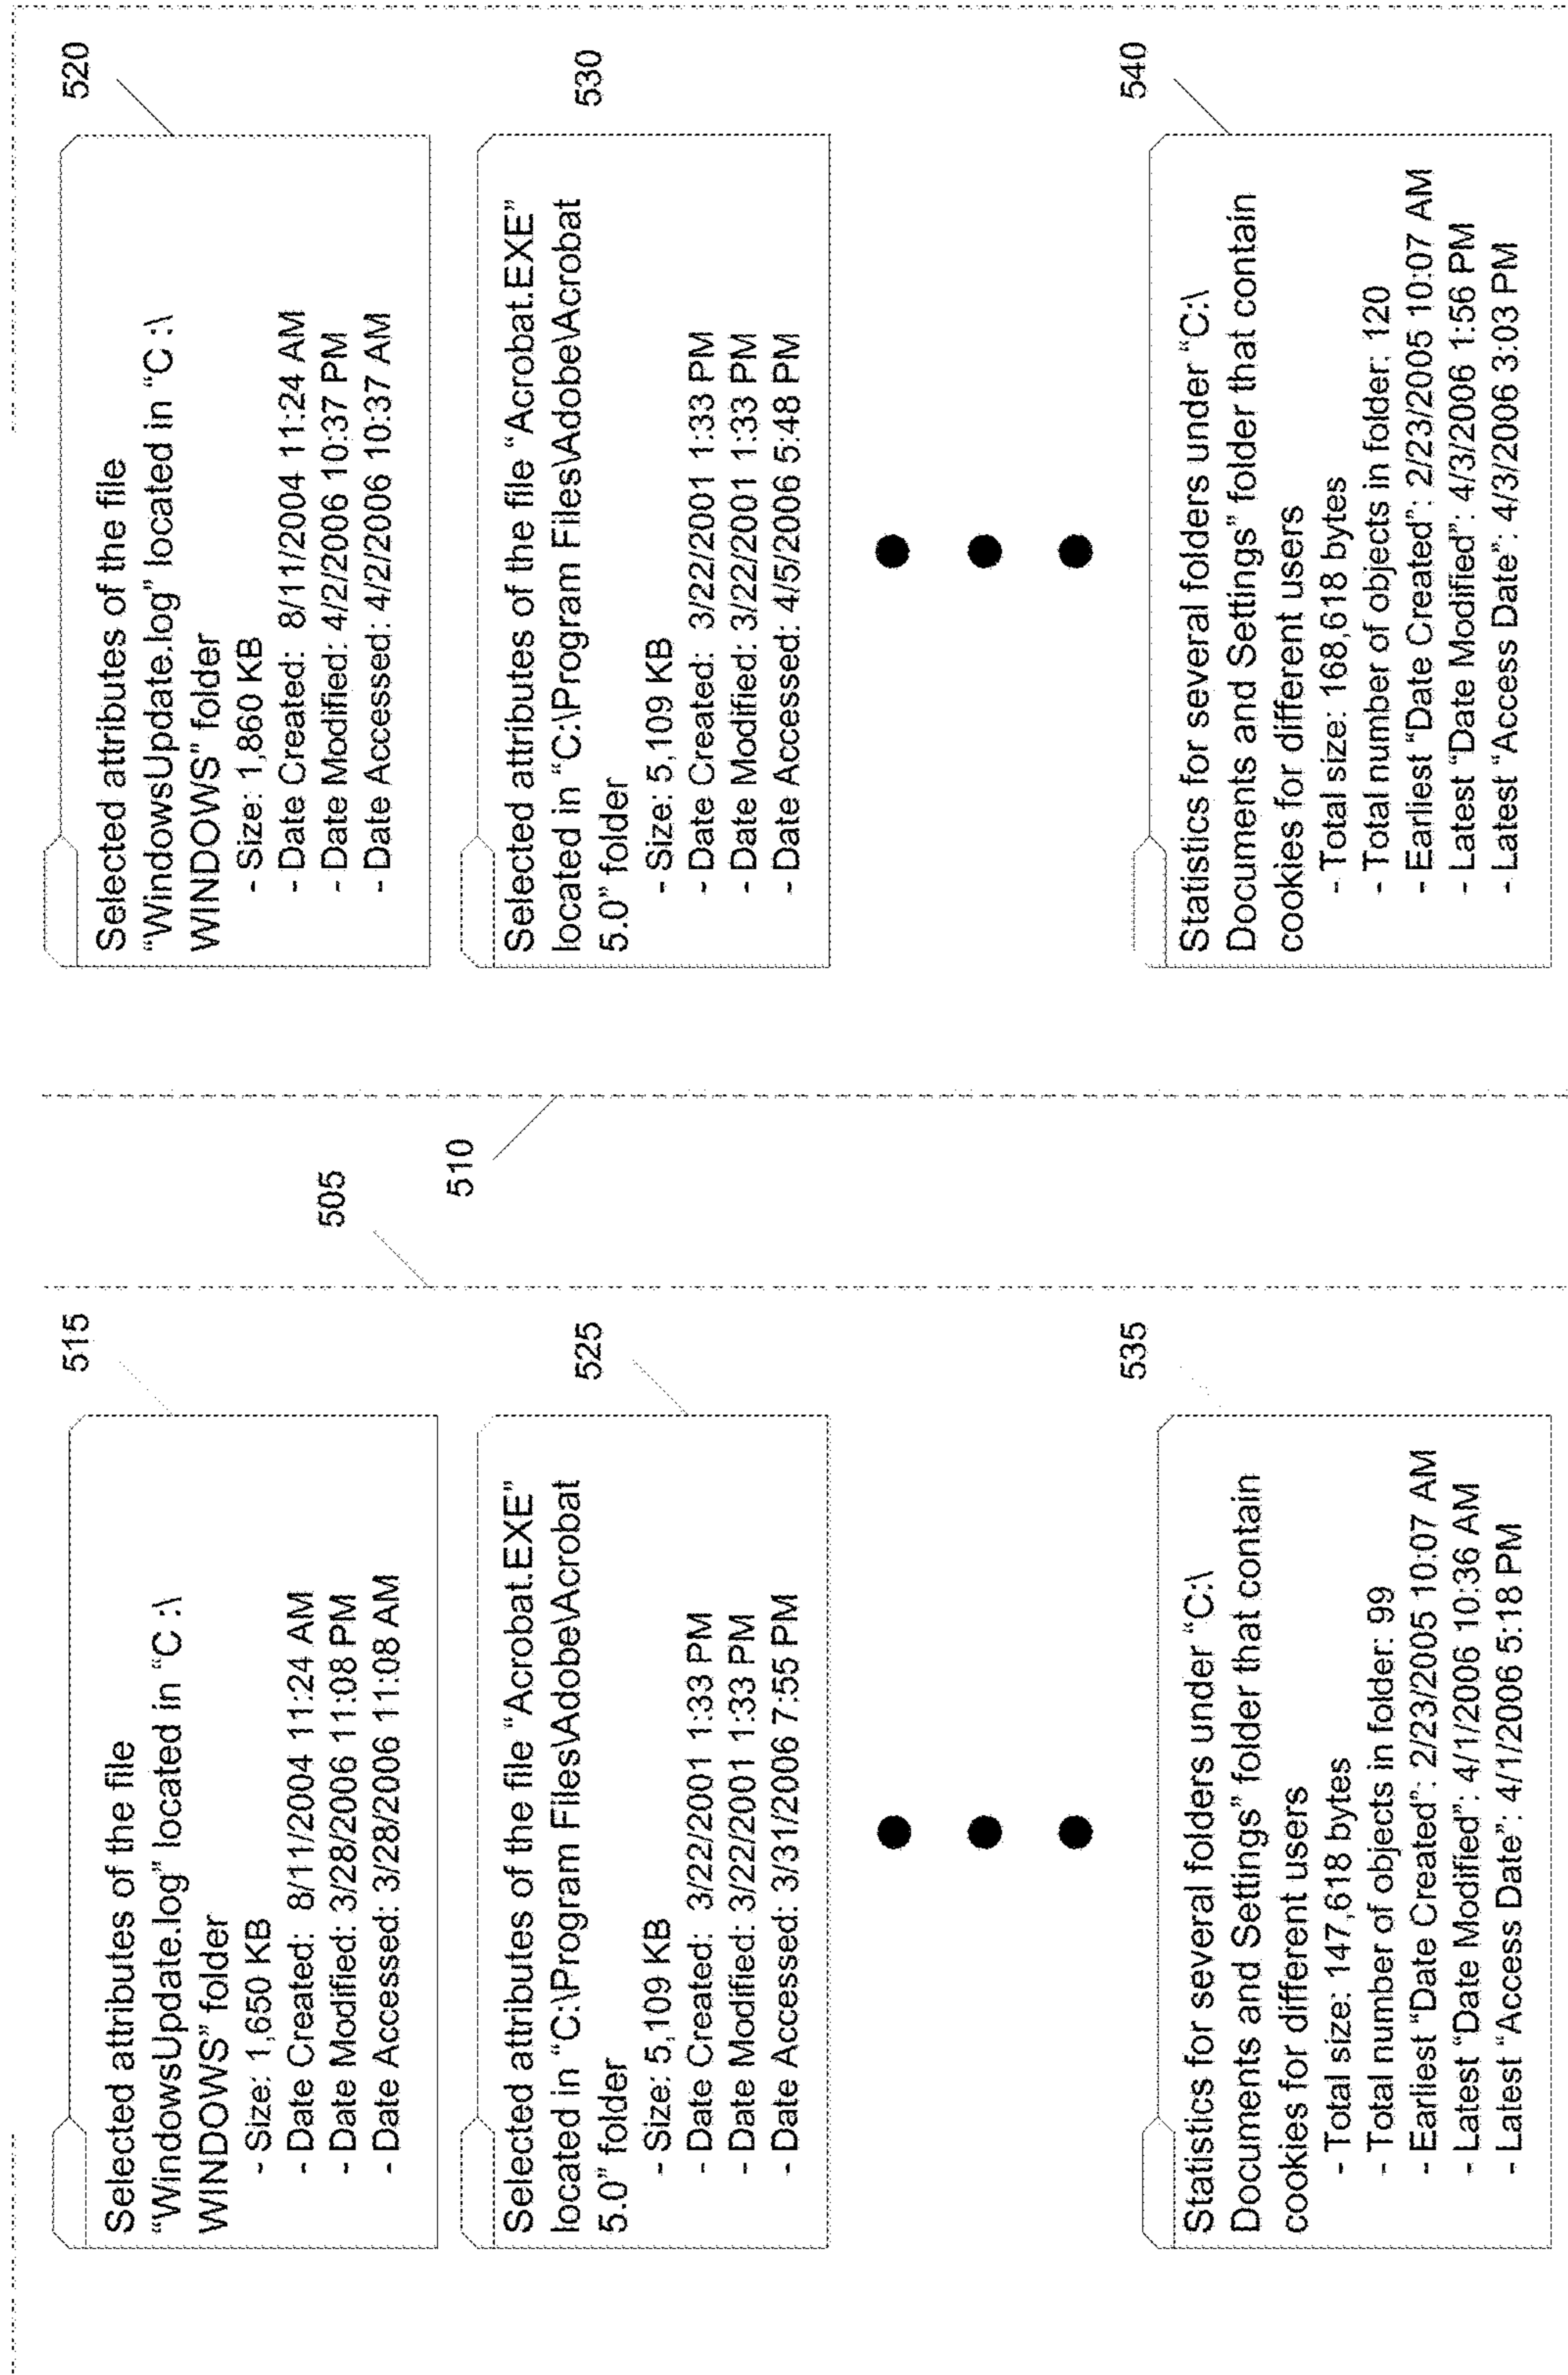 515
Selected attributes of the file
“WindowsUpdate.log” located in “C :\
WINDOWS” folder
- Size: 1,650 KB
- Date Created: 8/11/2004 11:24 AM
- Date Modified: 3/28/2006 11:08 PM
- Date Accessed: 3/28/2006 11:08 AM
525
Selected attributes of the file “Acrobat.EXE”
located in “C:\Program Files\Adobe\Acrobat
5.0” folder
- Size: 5,109 KB
- Date Created: 3/22/2001 1:33 PM
- Date Modified: 3/22/2001 1:33 PM
- Date Accessed: 3/31/2006 7:55 PM
535
Statistics for several folders under “C:\
Documents and Settings” folder that contain
cookies for different users
- Total size: 147,618 bytes
- Total number of objects in folder: 99
- Earliest “Date Created”: 2/23/2005 10:07 AM
- Latest “Date Modified”: 4/1/2006 10:36 AM
- Latest “Access Date”: 4/1/2006 5:18 PM
505
510
520
Selected attributes of the file
“WindowsUpdate.log” located in “C :\
WINDOWS” folder
- Size: 1,860 KB
- Date Created: 8/11/2004 11:24 AM
- Date Modified: 4/2/2006 10:37 PM
- Date Accessed: 4/2/2006 10:37 AM
530
Selected attributes of the file “Acrobat.EXE”
located in “C:\Program Files\Adobe\Acrobat
5.0” folder
- Size: 5,109 KB
- Date Created: 3/22/2001 1:33 PM
- Date Modified: 3/22/2001 1:33 PM
- Date Accessed: 4/5/2006 5:48 PM
540
Statistics for several folders under “C:\
Documents and Settings” folder that contain
cookies for different users
- Total size: 168,618 bytes
- Total number of objects in folder: 120
- Earliest “Date Created”: 2/23/2005 10:07 AM
- Latest “Date Modified”: 4/3/2006 1:56 PM
- Latest “Access Date”: 4/3/2006 3:03 PM